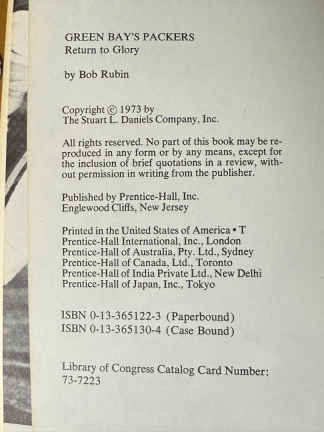 GREEN BAY'S PACKERS
Return to Glory
by Bob Rubin
Copyright © 1973 by
The Stuart L. Daniels Company, Inc.
All rights reserved. No part of this book may be re-
produced in any form or by any means, except for
the inclusion of brief quotations in a review, with-
out permission in writing from the publisher.
Published by Prentice-Hall, Inc.
Englewood Cliffs, New Jersey
Printed in the United States of America • T
Prentice-Hall International, Inc., London
Prentice-Hall of Australia, Pty. Ltd., Sydney
Prentice-Hall of Canada, Ltd., Toronto
Prentice-Hall of India Private Ltd., New Delhi
Prentice-Hall of Japan, Inc., Tokyo
ISBN 0-13-365122-3 (Paperbound)
ISBN 0-13-365130-4 (Case Bound)
Library of Congress Catalog Card Number:
73-7223